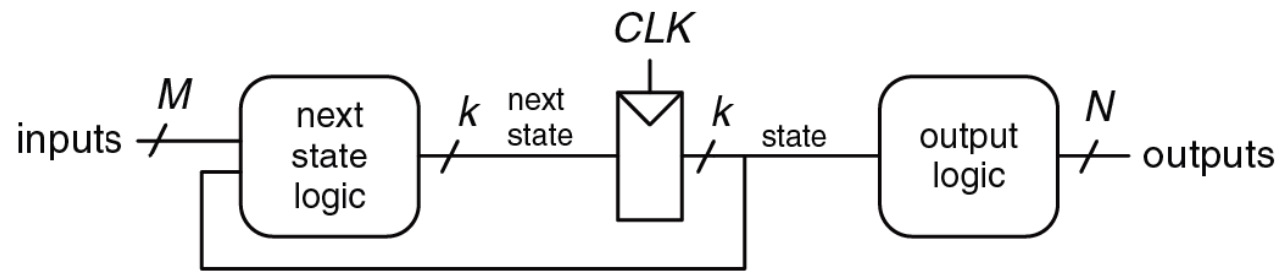 CLK
inputs
M
next
state
logic
k
next
state
k
state
output
logic
N
outputs